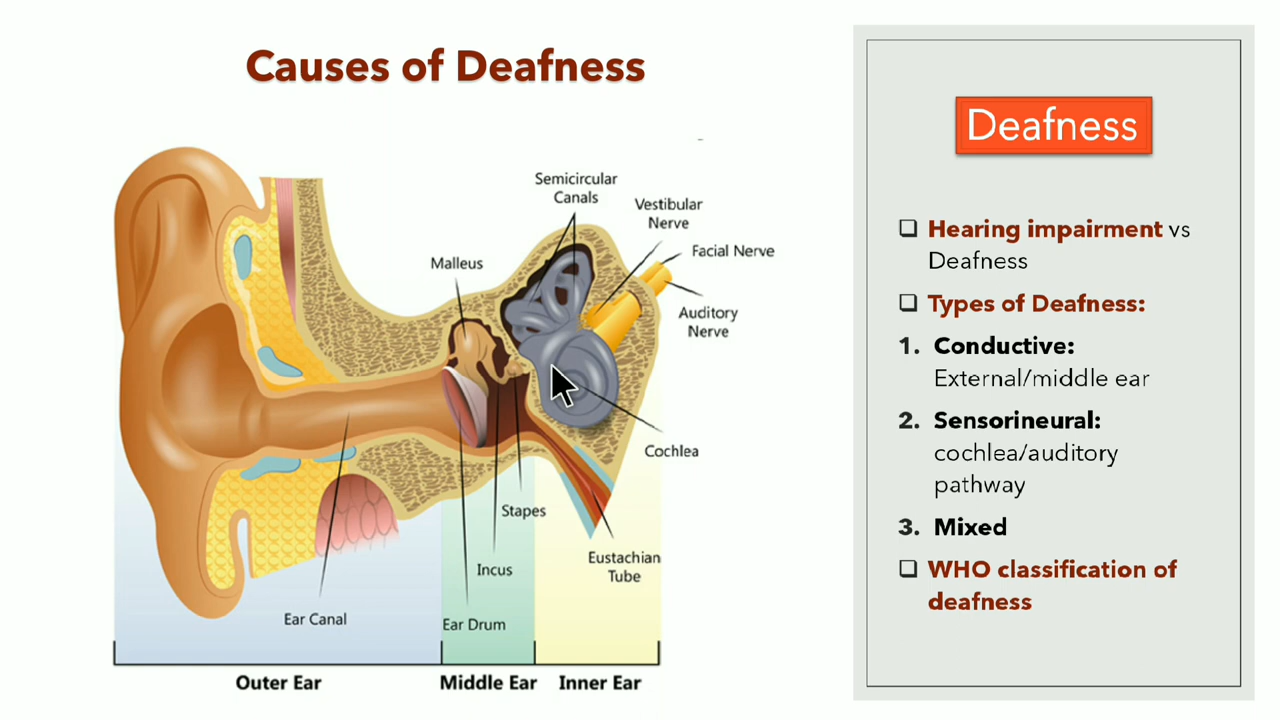 Causes of Deafness
Semicircular
Canals
Vestibular
Nerve
Facial Nerve
Malleus
Auditory
Nerve
Cochlea
Stapes
Eustachian
Tube
Incus
Ear Canal
Ear Drum
Outer Ear
Middle Ear
Inner Ear
Deafness
❑ Hearing impairment vs
Deafness
❑ Types of Deafness:
1. Conductive:
External/middle ear
2. Sensorineural:
cochlea/auditory
pathway
3. Mixed
❑ WHO classification of
deafness